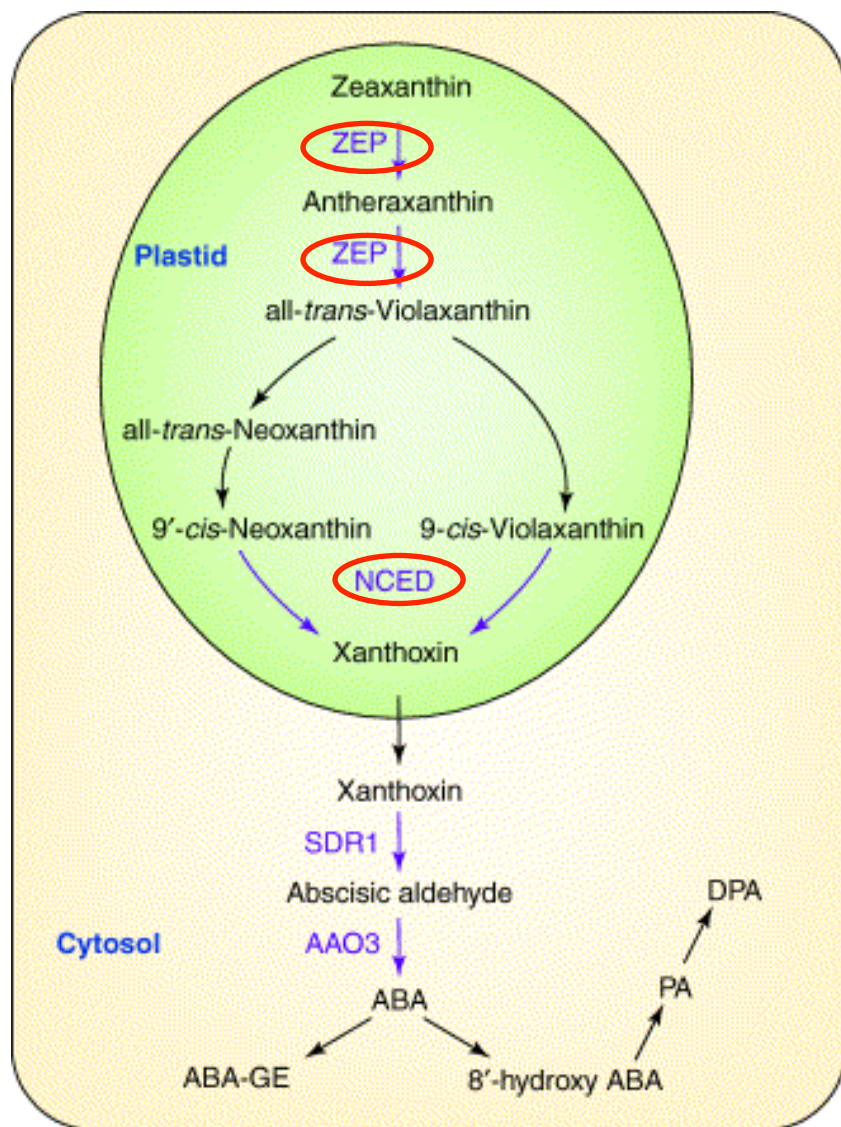 Zeaxanthin
ZEP
Antheraxanthin
Plastid
ZEP
all-trans-Violaxanthin
all-trans-Neoxanthin
9′-cis-Neoxanthin 9-cis-Violaxanthin
NCED
Xanthoxin
Xanthoxin
SDR1
Abscisic aldehyde
DPA
Cytosol
AAO3
PA
ABA
ABA-GE
8′-hydroxy ABA